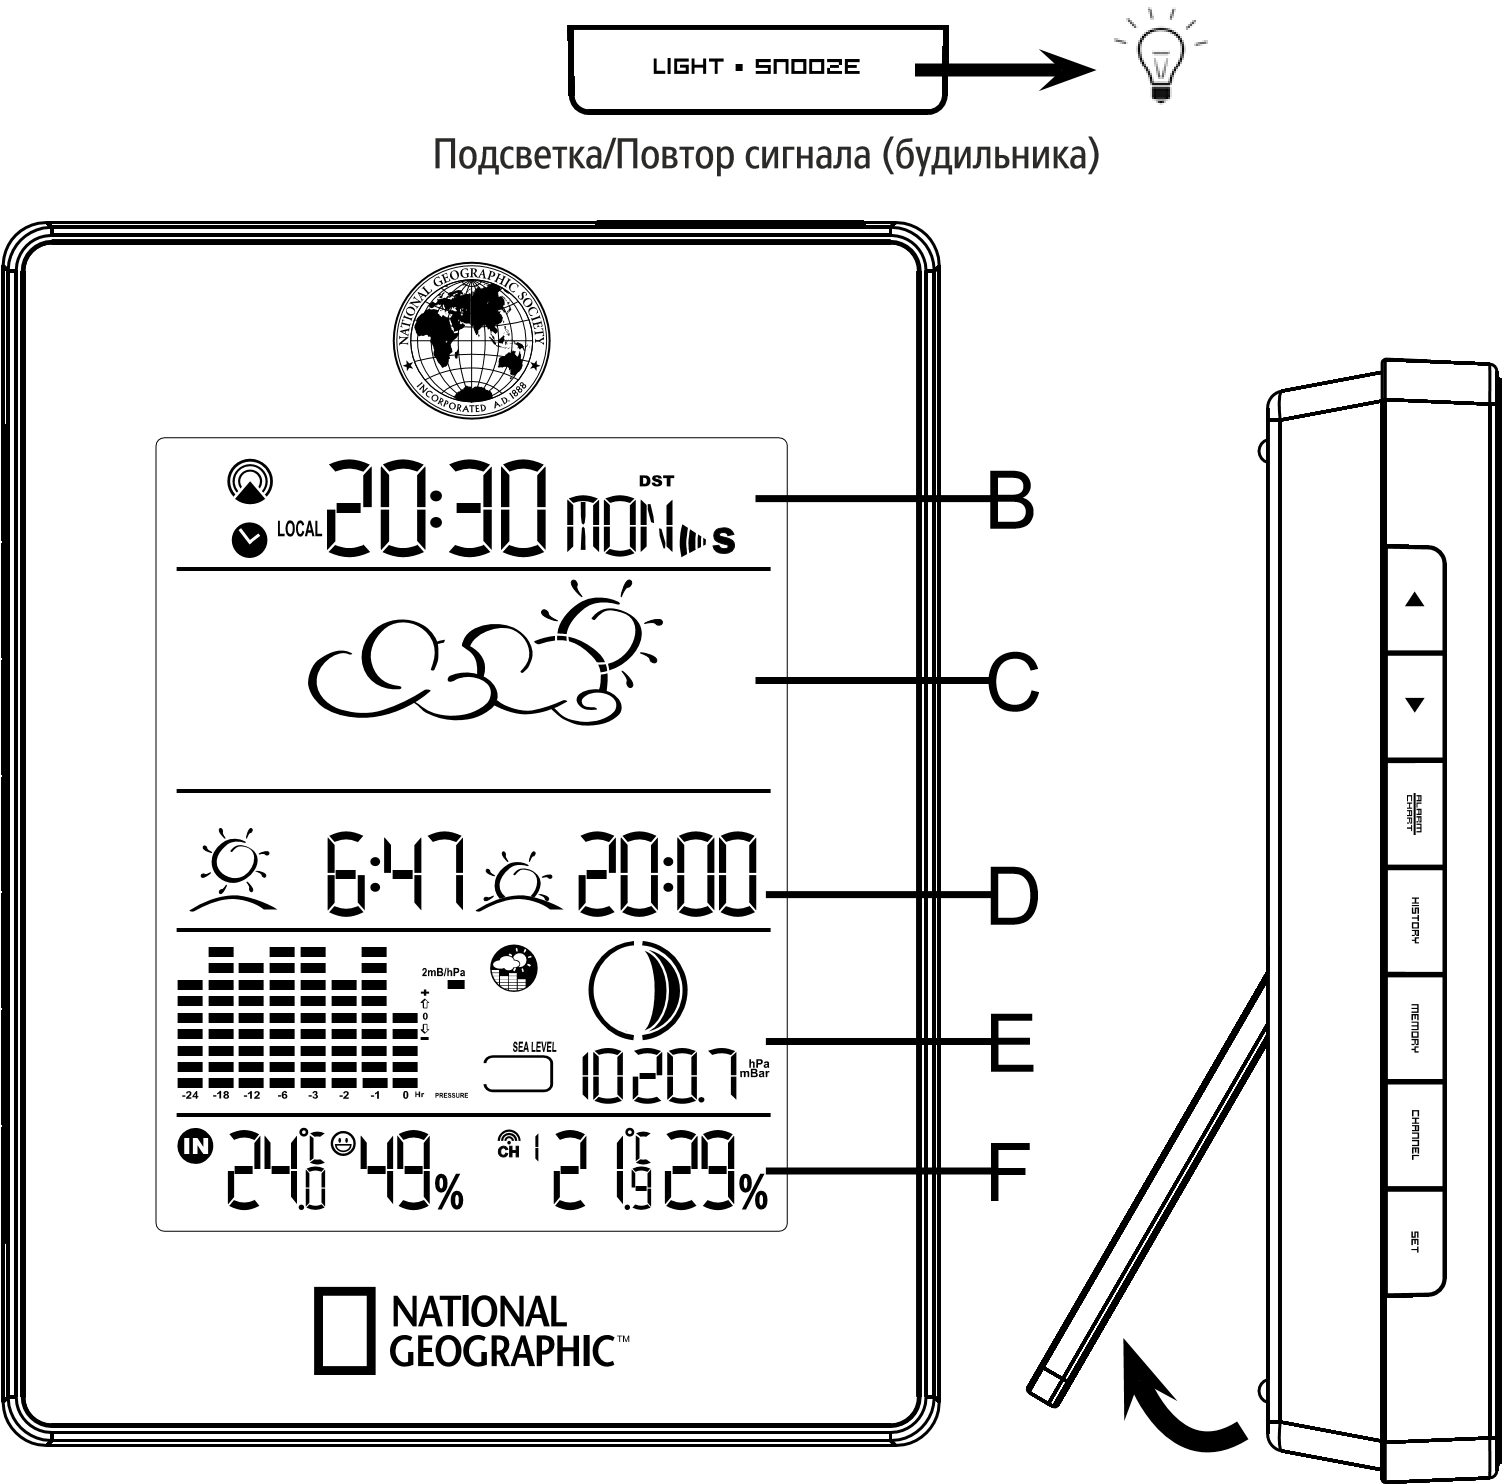 LIGHT ▪ SNOOZE
Подсветка/Повтор сигнала (будильника)
NATIONAL GEOGRAPHIC SOCIETY
INCORPORATED A.D. 1888
LOCAL 20:30 DST MON S
B
C
6:47 20:00
D
2mB/hPa
+
0
-
SEA LEVEL
1020.7 hPa
mBar
-24 -18 -12 -6 -3 -2 -1 0 Hr PRESSURE
E
IN 24.0°C 49% CH 1 21.9°C 29%
F
NATIONAL
GEOGRAPHIC™
▲
▼
ALARM
CHART
HISTORY
MEMORY
CHANNEL
SET